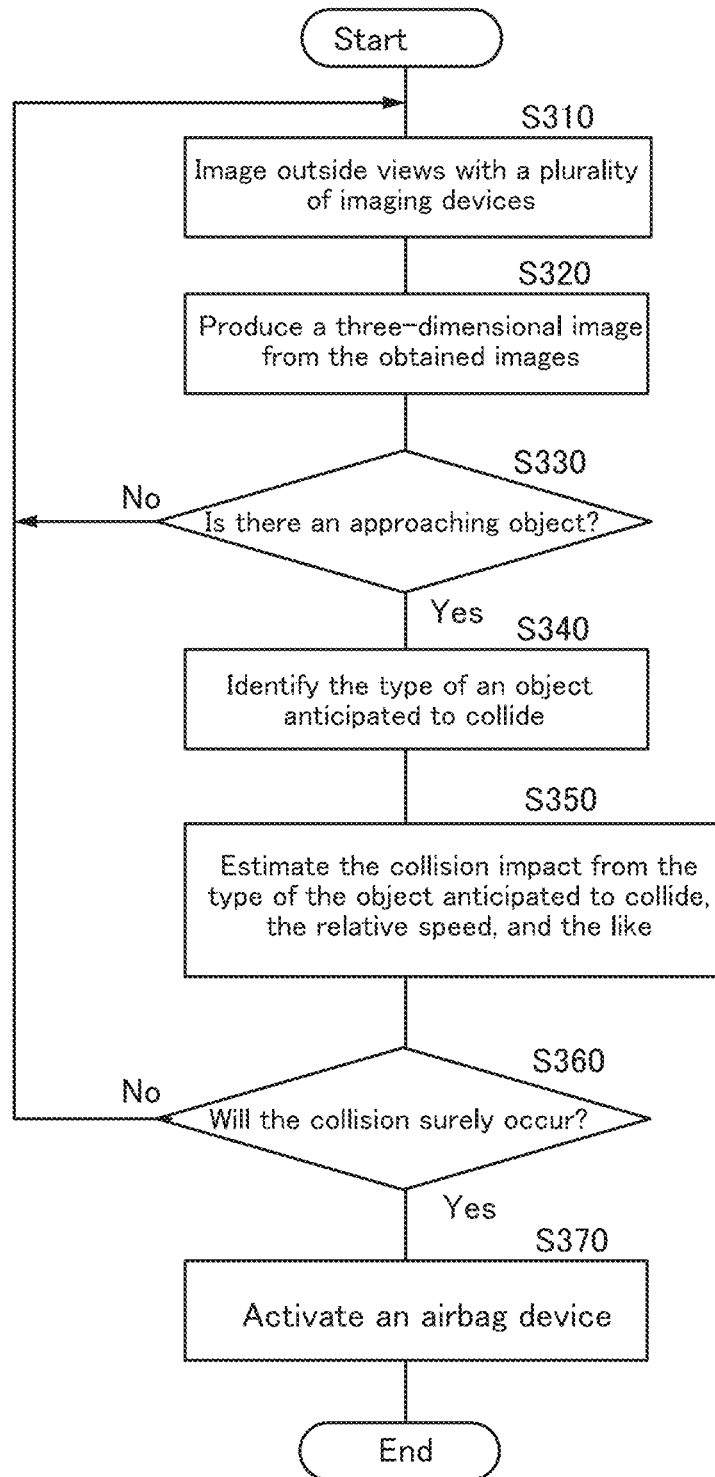 Start
S310
Image outside views with a plurality
of imaging devices
S320
Produce a three-dimensional image
from the obtained images
S330
No
Is there an approaching object?
Yes
S340
Identify the type of an object
anticipated to collide
S350
Estimate the collision impact from the
type of the object anticipated to collide,
the relative speed, and the like
S360
No
Will the collision surely occur?
Yes
S370
Activate an airbag device
End